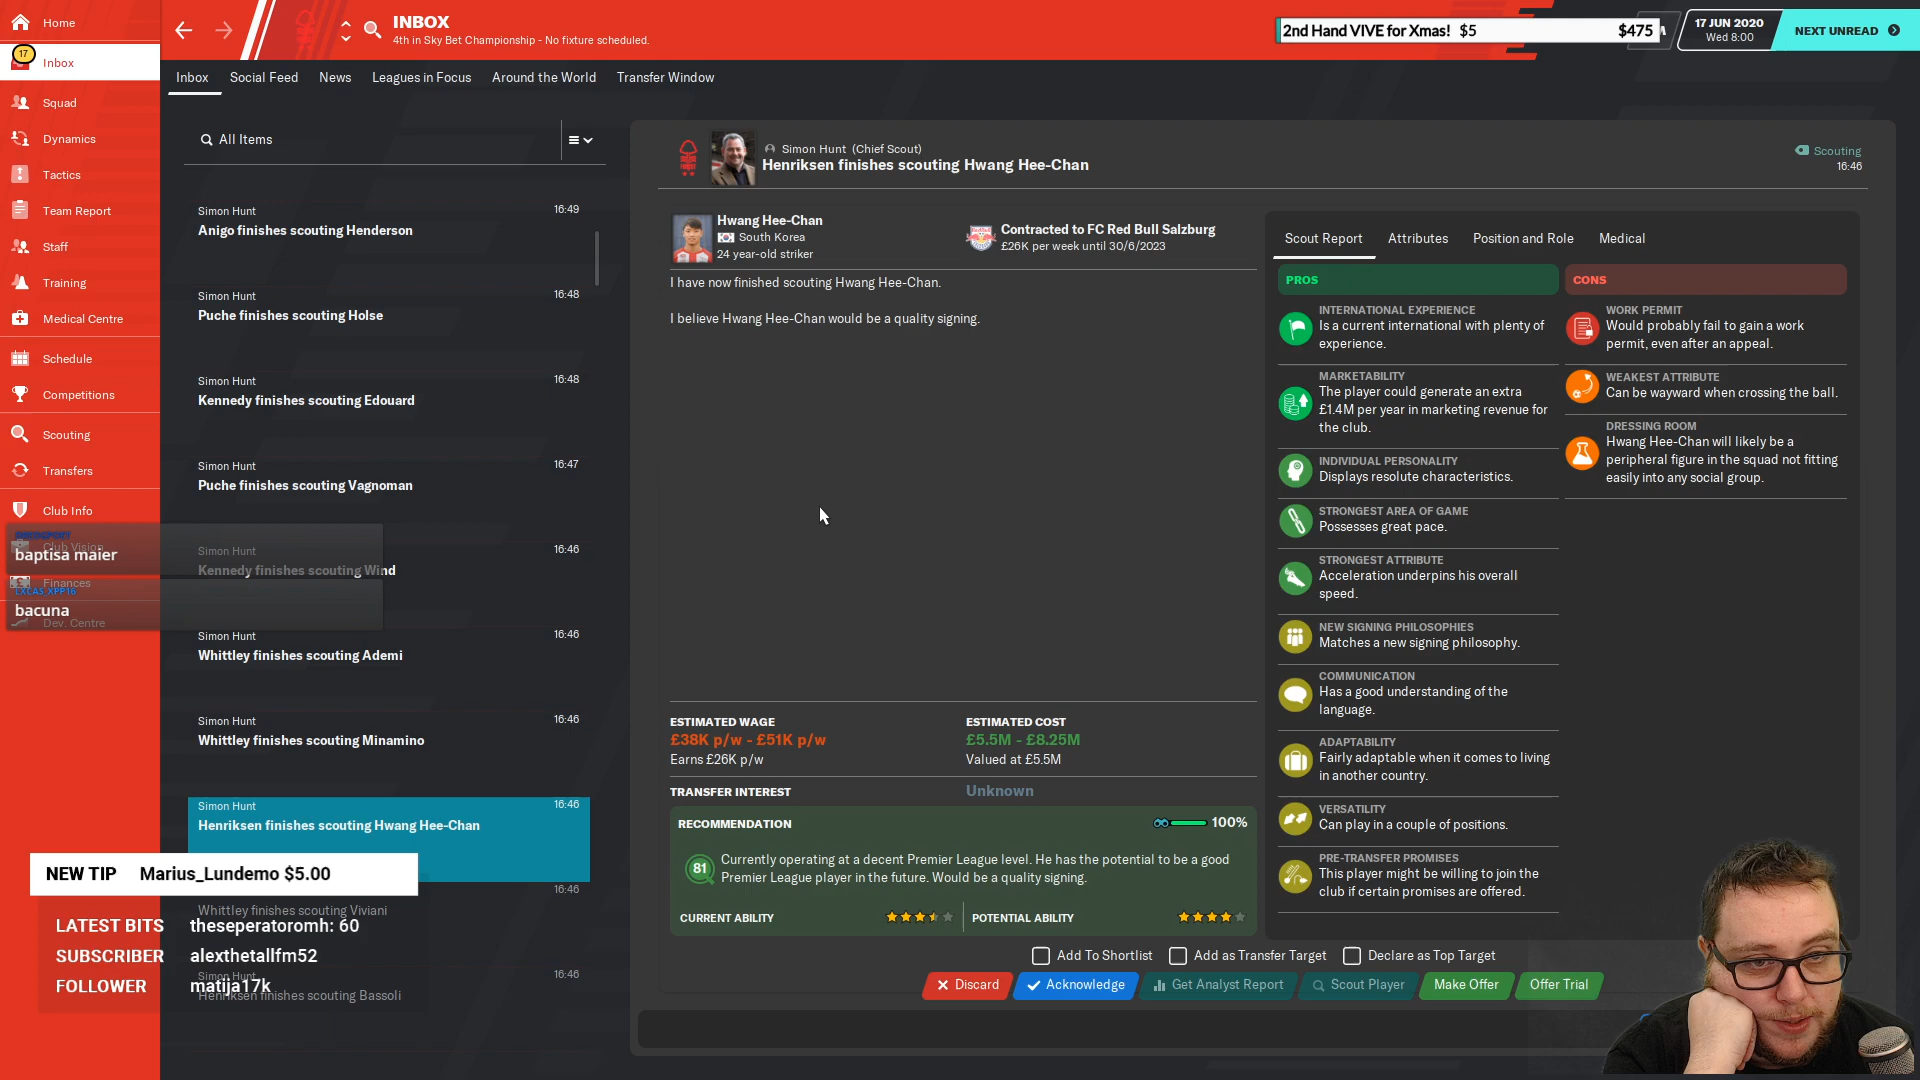 Home
17
Inbox
Squad
Dynamics
Tactics
Team Report
Staff
Training
Medical Centre
Schedule
Competitions
Scouting
Transfers
Club Info
Club Vision
Finances
Dev. Centre
baptisa maier
LXCAS_XPP16
bacuna
INBOX
4th in Sky Bet Championship - No fixture scheduled.
2nd Hand VIVE for Xmas! $5
$475
17 JUN 2020
Wed 8:00
NEXT UNREAD
Inbox
Social Feed
News
Leagues in Focus
Around the World
Transfer Window
All Items
Simon Hunt
16:49
Anigo finishes scouting Henderson
Simon Hunt
16:48
Puche finishes scouting Holse
Simon Hunt
16:48
Kennedy finishes scouting Edouard
Simon Hunt
16:47
Puche finishes scouting Vagnoman
Simon Hunt
16:46
Kennedy finishes scouting Wind
Simon Hunt
16:46
Whittley finishes scouting Ademi
Simon Hunt
16:46
Whittley finishes scouting Minamino
Simon Hunt
16:46
Henriksen finishes scouting Hwang Hee-Chan
16:46
Whittley finishes scouting Viviani
Simon Hunt
16:46
Henriksen finishes scouting Bassoli
NEW TIP Marius_Lundemo $5.00
LATEST BITS theseperatoromh: 60
SUBSCRIBER alexthetallfm52
FOLLOWER matija17k
Simon Hunt (Chief Scout)
Henriksen finishes scouting Hwang Hee-Chan
Scouting
16:46
Hwang Hee-Chan
South Korea
24 year-old striker
Contracted to FC Red Bull Salzburg
£26K per week until 30/6/2023
I have now finished scouting Hwang Hee-Chan.
I believe Hwang Hee-Chan would be a quality signing.
ESTIMATED WAGE
£38K p/w - £51K p/w
Earns £26K p/w
ESTIMATED COST
£5.5M - £8.25M
Valued at £5.5M
TRANSFER INTEREST
Unknown
RECOMMENDATION
100%
81
Currently operating at a decent Premier League level. He has the potential to be a good
Premier League player in the future. Would be a quality signing.
CURRENT ABILITY
POTENTIAL ABILITY
Scout Report
Attributes
Position and Role
Medical
PROS
INTERNATIONAL EXPERIENCE
Is a current international with plenty of
experience.
MARKETABILITY
The player could generate an extra
£1.4M per year in marketing revenue for
the club.
INDIVIDUAL PERSONALITY
Displays resolute characteristics.
STRONGEST AREA OF GAME
Possesses great pace.
STRONGEST ATTRIBUTE
Acceleration underpins his overall
speed.
NEW SIGNING PHILOSOPHIES
Matches a new signing philosophy.
COMMUNICATION
Has a good understanding of the
language.
ADAPTABILITY
Fairly adaptable when it comes to living
in another country.
VERSATILITY
Can play in a couple of positions.
PRE-TRANSFER PROMISES
This player might be willing to join the
club if certain promises are offered.
CONS
WORK PERMIT
Would probably fail to gain a work
permit, even after an appeal.
WEAKEST ATTRIBUTE
Can be wayward when crossing the ball.
DRESSING ROOM
Hwang Hee-Chan will likely be a
peripheral figure in the squad not fitting
easily into any social group.
Add To Shortlist
Add as Transfer Target
Declare as Top Target
Discard
Acknowledge
Get Analyst Report
Scout Player
Make Offer
Offer Trial